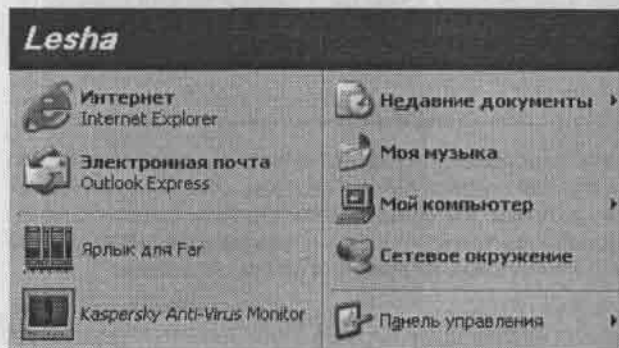 Lesha
Интернет
Internet Explorer
Электронная почта
Outlook Express
Ярлык для Far
Kaspersky Anti-Virus Monitor
Недавние документы
Моя музыка
Мой компьютер
Сетевое окружение
Панель управления